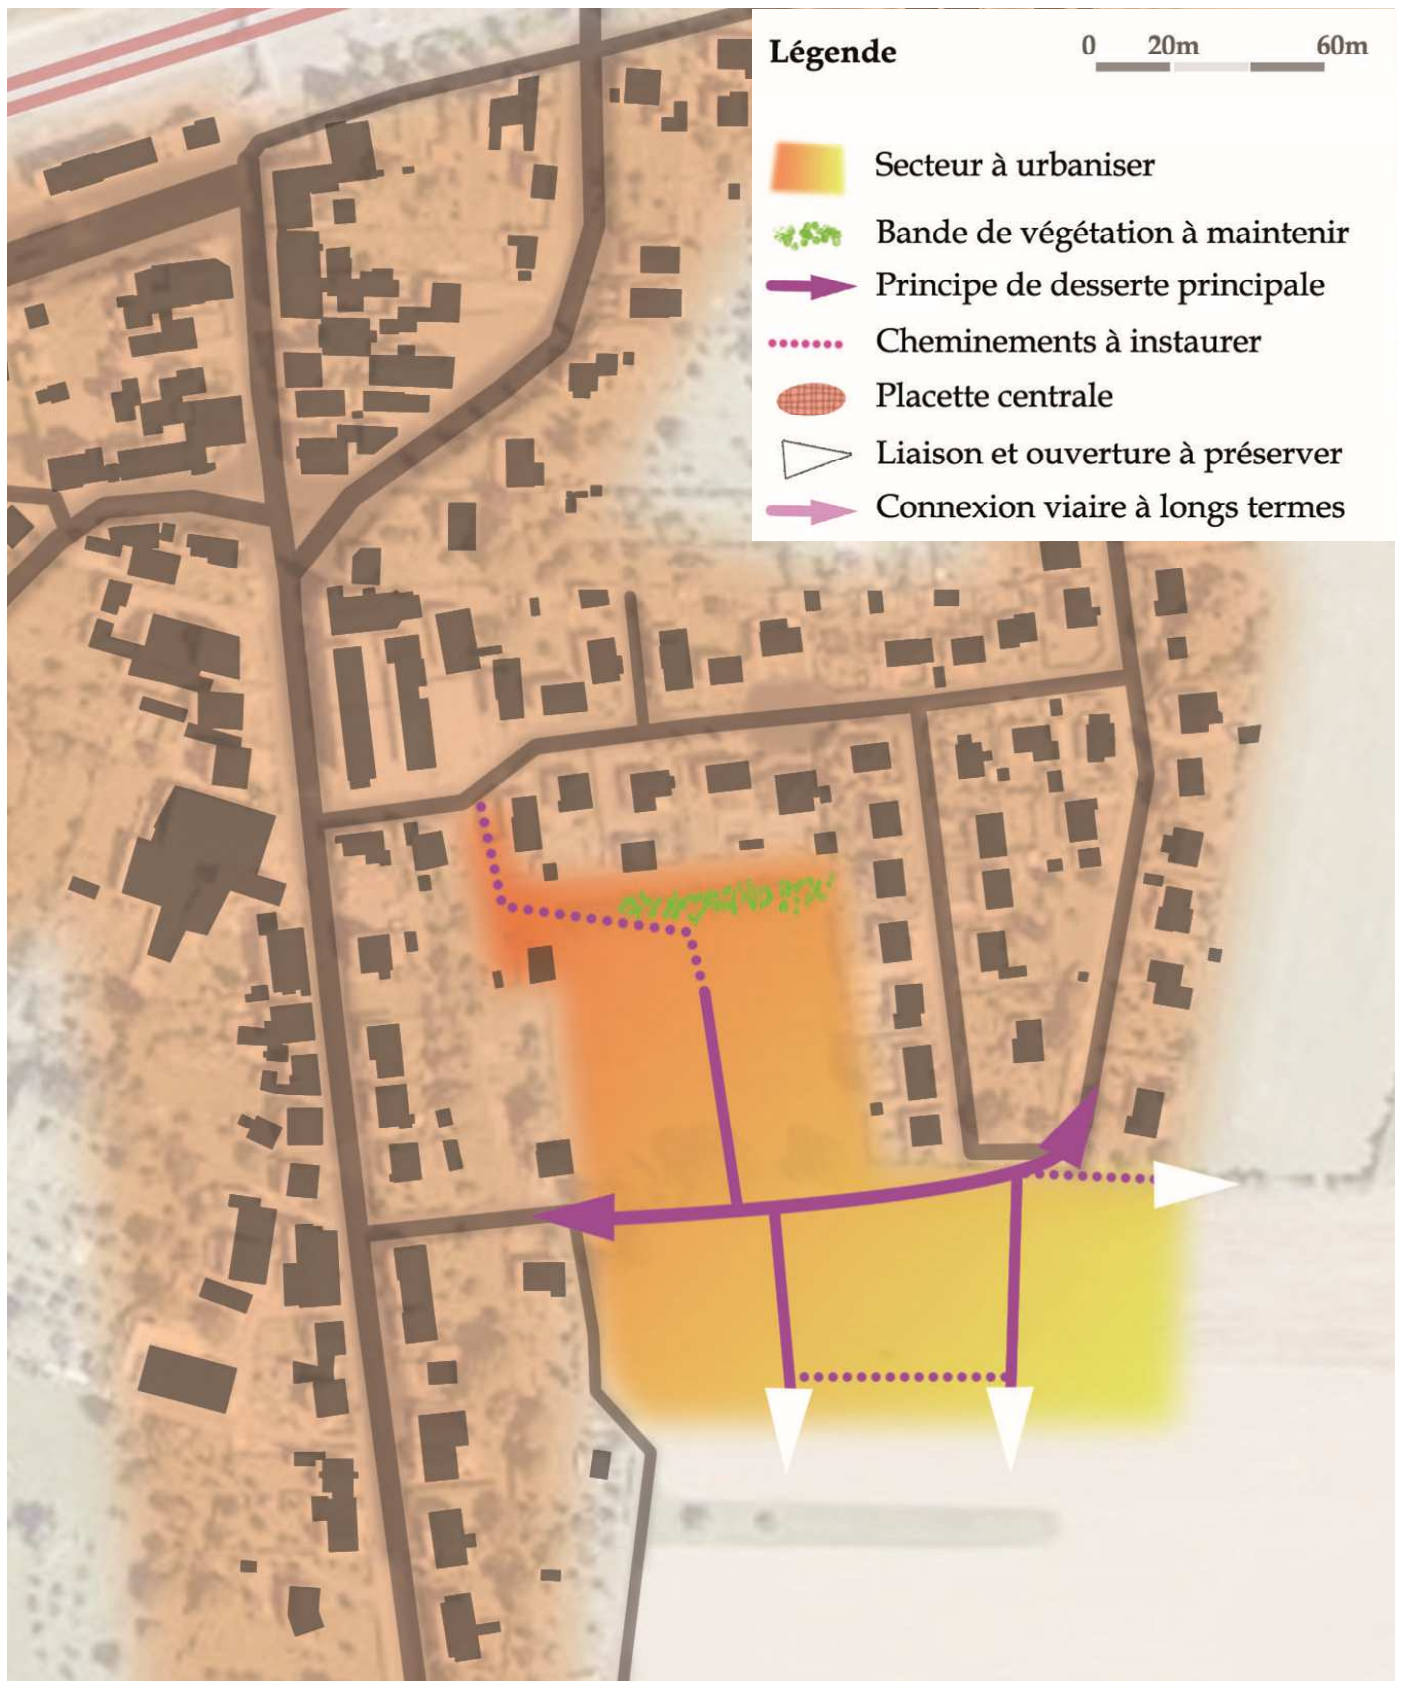 Légende
0 20m 60m
Secteur à urbaniser
Bande de végétation à maintenir
Principe de desserte principale
Cheminements à instaurer
Placette centrale
Liaison et ouverture à préserver
Connexion viaire à longs termes